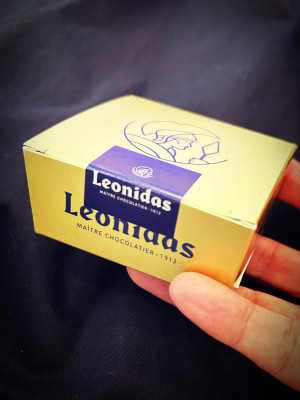 Leonidas
MAÎTRE CHOCOLATIER · 1913
Leonidas
MAÎTRE CHOCOLATIER · 1913